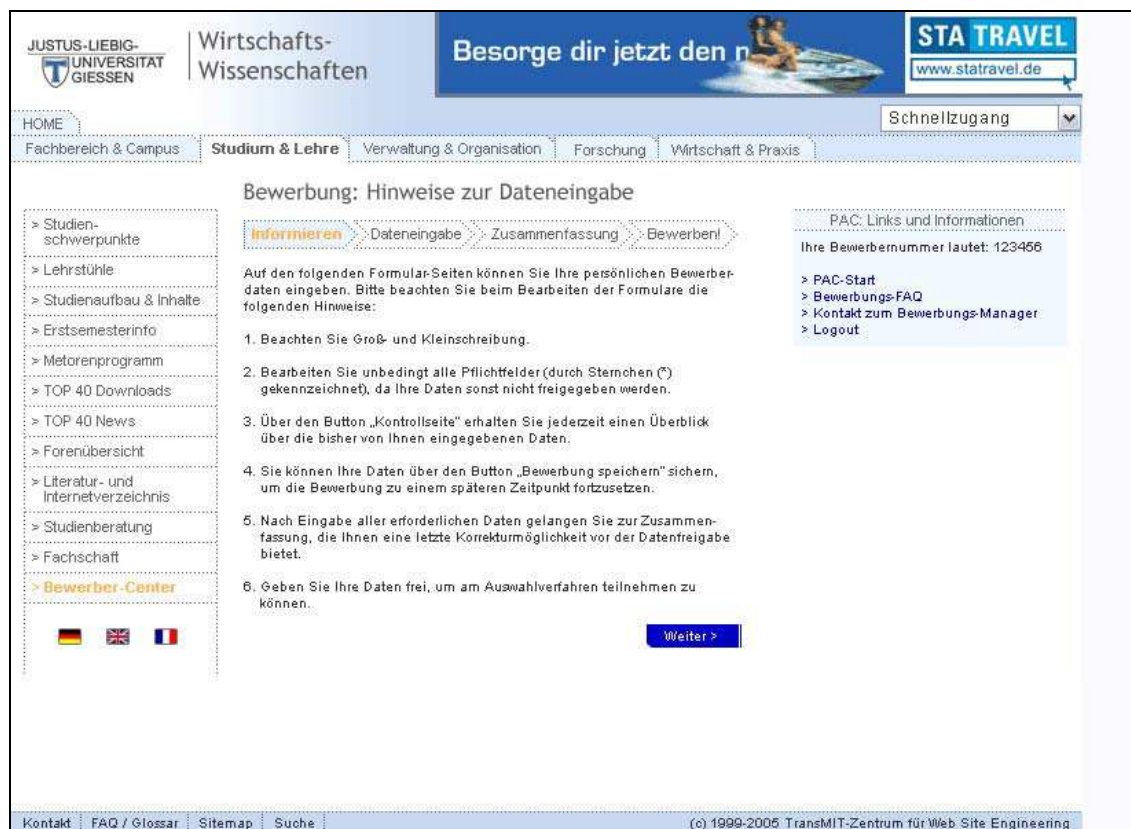 JUSTUS-LIEBIG-
UNIVERSITÄT
GIESSEN
Wirtschafts-
Wissenschaften
Besorge dir jetzt den n
STA TRAVEL
www.statravel.de
HOME
Schnellzugang
Fachbereich & Campus
Studium & Lehre
Verwaltung & Organisation
Forschung
Wirtschaft & Praxis
Bewerbung: Hinweise zur Dateneingabe
> Studien-
schwerpunkte
> Lehrstühle
> Studienaufbau & Inhalte
> Erstsemesterinfo
> Metorenprogramm
> TOP 40 Downloads
> TOP 40 News
> Forenübersicht
> Literatur- und
Internetverzeichnis
> Studienberatung
> Fachschaft
> Bewerber-Center
Informieren
Dateneingabe
Zusammenfassung
Bewerben!
Auf den folgenden Formular-Seiten können Sie Ihre persönlichen Bewerber-
daten eingeben. Bitte beachten Sie beim Bearbeiten der Formulare die
folgenden Hinweise:
1. Beachten Sie Groß- und Kleinschreibung.
2. Bearbeiten Sie unbedingt alle Pflichtfelder (durch Sternchen (*)
gekennzeichnet), da Ihre Daten sonst nicht freigegeben werden.
3. Über den Button „Kontrollseite" erhalten Sie jederzeit einen Überblick
über die bisher von Ihnen eingegebenen Daten.
4. Sie können Ihre Daten über den Button „Bewerbung speichern" sichern,
um die Bewerbung zu einem späteren Zeitpunkt fortzusetzen.
5. Nach Eingabe aller erforderlichen Daten gelangen Sie zur Zusammen-
fassung, die Ihnen eine letzte Korrekturmöglichkeit vor der Datenfreigabe
bietet.
6. Geben Sie Ihre Daten frei, um am Auswahlverfahren teilnehmen zu
können.
Weiter >
PAC: Links und Informationen
Ihre Bewerbernummer lautet: 123456
> PAC-Start
> Bewerbungs-FAQ
> Kontakt zum Bewerbungs-Manager
> Logout
Kontakt
FAQ / Glossar
Sitemap
Suche
(c) 1999-2005 TransMIT-Zentrum für Web Site Engineering